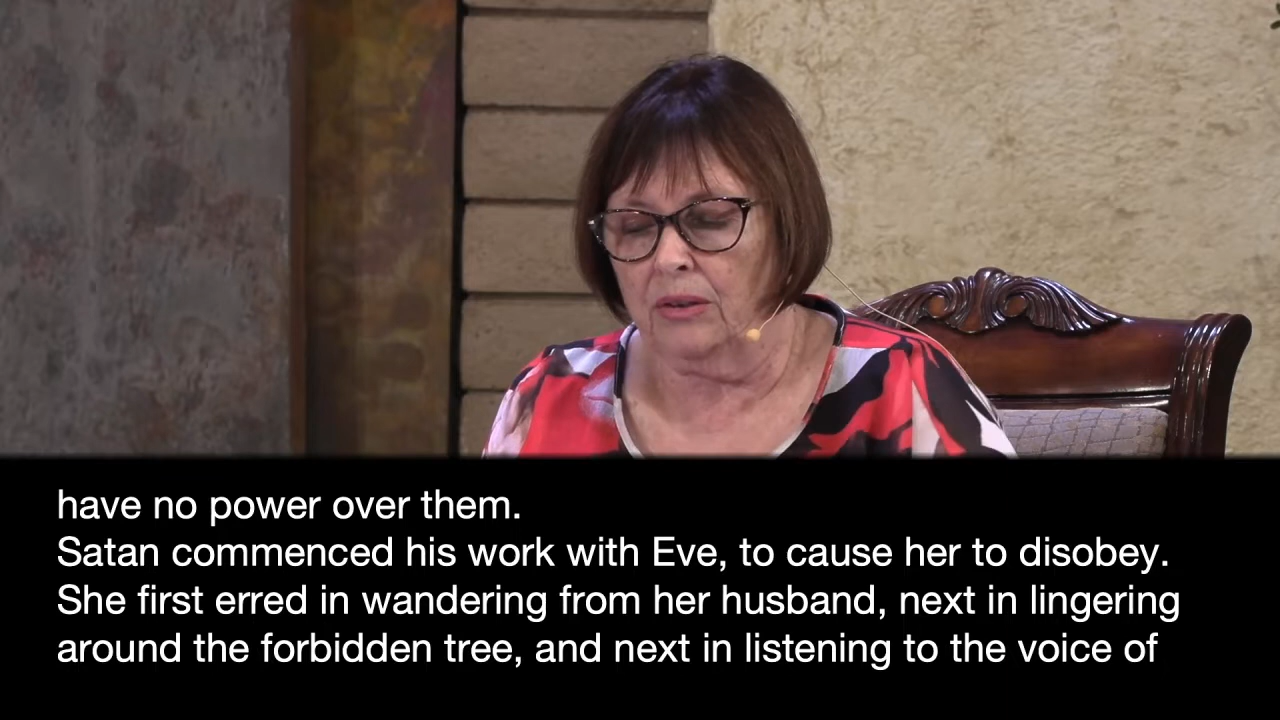 have no power over them.
Satan commenced his work with Eve, to cause her to disobey.
She first erred in wandering from her husband, next in lingering
around the forbidden tree, and next in listening to the voice of